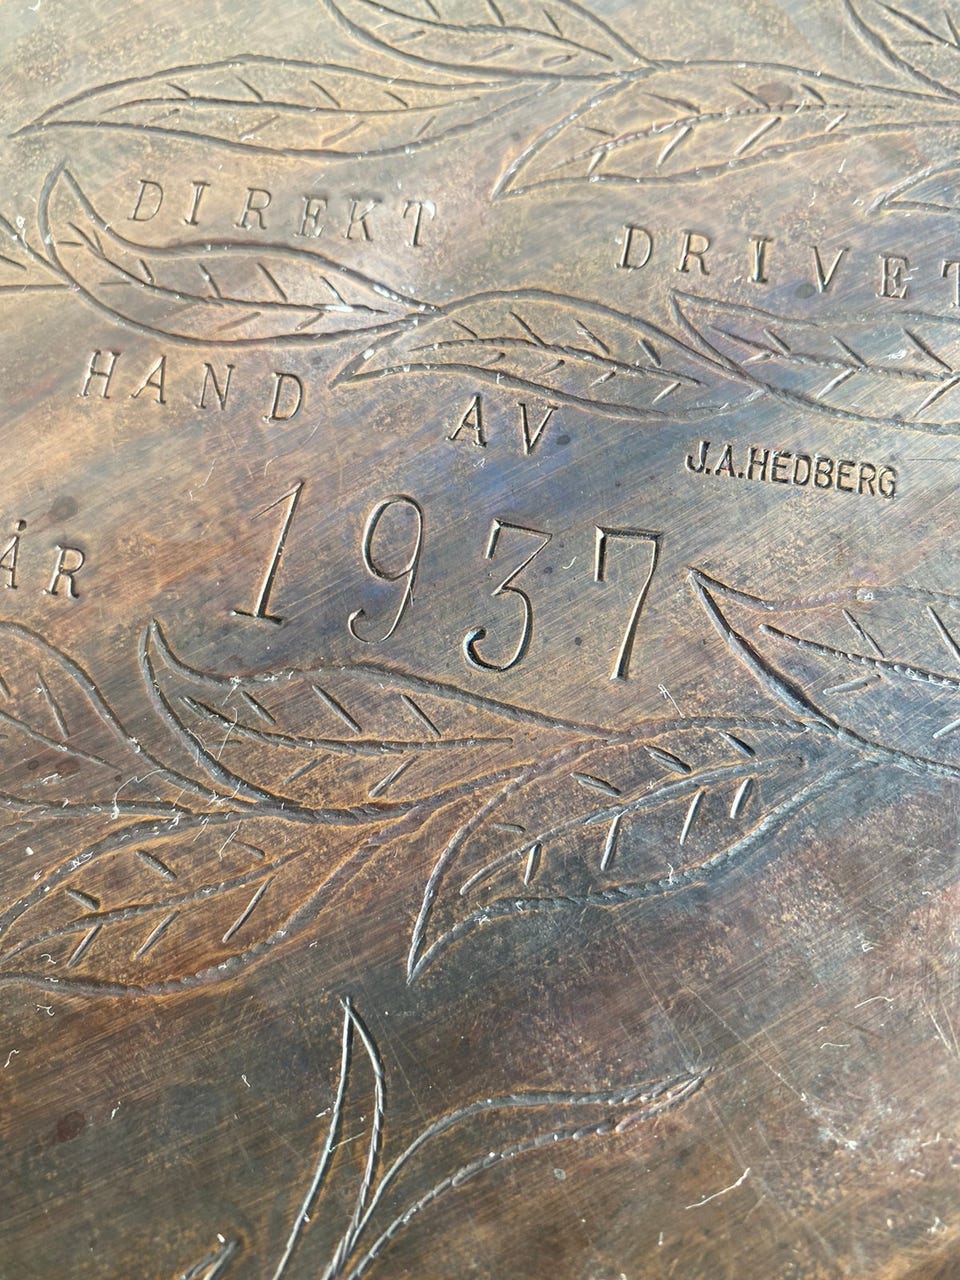 DIREKT DRIVET
HAND AV J.A.HEDBERG
ÅR 1937